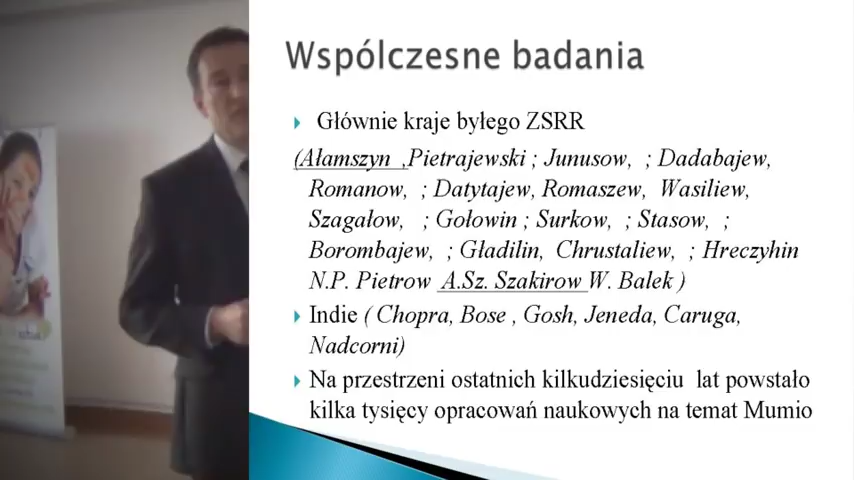 Wspólczesne badania
Głównie kraje byłego ZSRR
(Ałamszyn ,Pietrajewski ; Junusow, ; Dadabajew,
Romanow, ; Datytajew, Romaszew, Wasiliew,
Szagałow, ; Gołowin ; Surkow, ; Stasow, ;
Borombajew, ; Gładilin, Chrustaliew, ; Hreczyhin
N.P. Pietrow A.Sz. Szakirow W. Balek )
Indie ( Chopra, Bose , Gosh, Jeneda, Caruga,
Nadcorni)
Na przestrzeni ostatnich kilkudziesięciu lat powstało
kilka tysięcy opracowań naukowych na temat Mumio